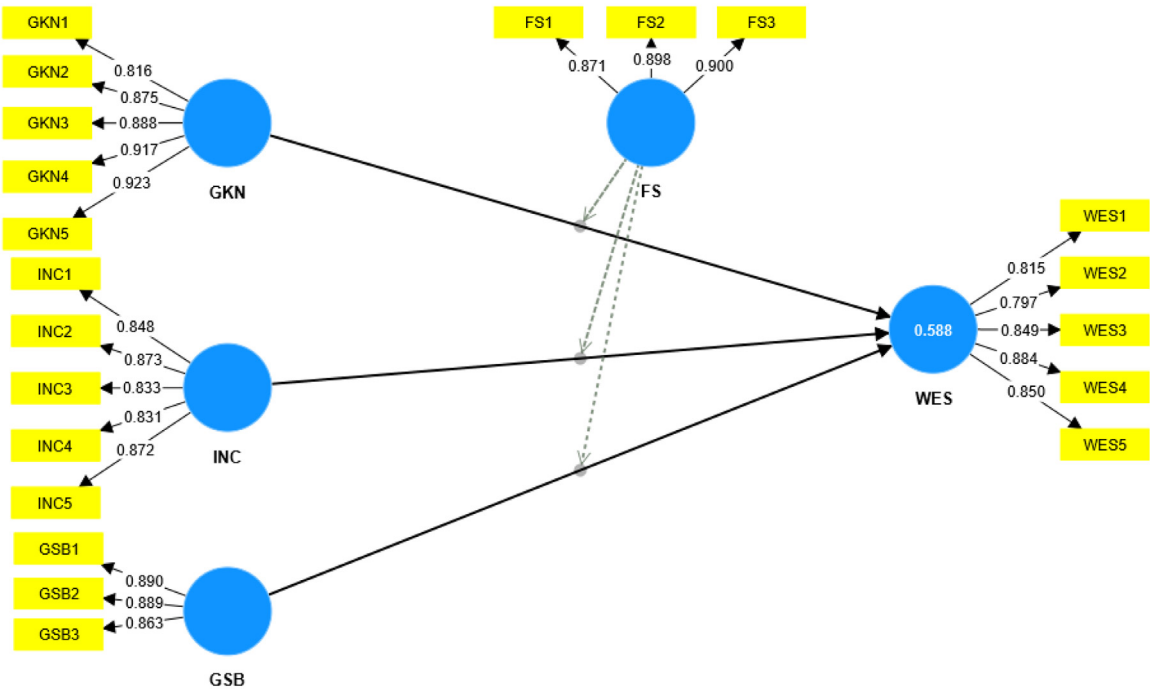 GKN1
GKN2
GKN3
GKN4
GKN5
0.816
0.875
0.888
0.917
0.923
GKN
FS1
FS2
FS3
0.871
0.898
0.900
FS
INC1
INC2
INC3
INC4
INC5
0.848
0.873
0.833
0.831
0.872
INC
GSB1
GSB2
GSB3
0.890
0.889
0.863
GSB
0.588
WES
0.815
0.797
0.849
0.884
0.850
WES1
WES2
WES3
WES4
WES5